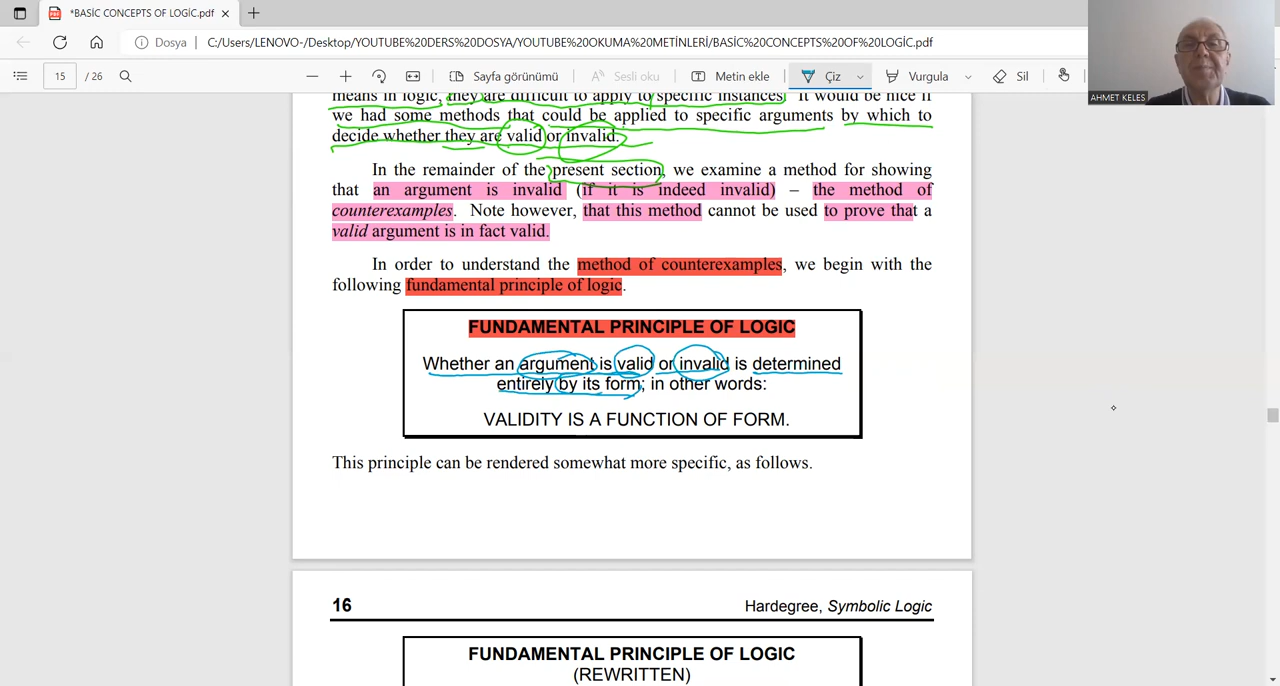 *BASİC CONCEPTS OF LOGİC.pdf
Dosya
C:/Users/LENOVO-/Desktop/YOUTUBE%20DERS%20DOSYA/YOUTUBE%20OKUMA%20METİNLERİ/BASİC%20CONCEPTS%20OF%20LOGİC.pdf
15 / 26
Sayfa görünümü
Sesli oku
Metin ekle
Çiz
Vurgula
Sil
AHMET KELES
means in logic, they are difficult to apply to specific instances. It would be nice if
we had some methods that could be applied to specific arguments by which to
decide whether they are valid or invalid.
In the remainder of the present section, we examine a method for showing
that an argument is invalid (if it is indeed invalid) – the method of
counterexamples. Note however, that this method cannot be used to prove that a
valid argument is in fact valid.
In order to understand the method of counterexamples, we begin with the
following fundamental principle of logic.
FUNDAMENTAL PRINCIPLE OF LOGIC
Whether an argument is valid or invalid is determined
entirely by its form; in other words:
VALIDITY IS A FUNCTION OF FORM.
This principle can be rendered somewhat more specific, as follows.
16
Hardegree, Symbolic Logic
FUNDAMENTAL PRINCIPLE OF LOGIC
(REWRITTEN)